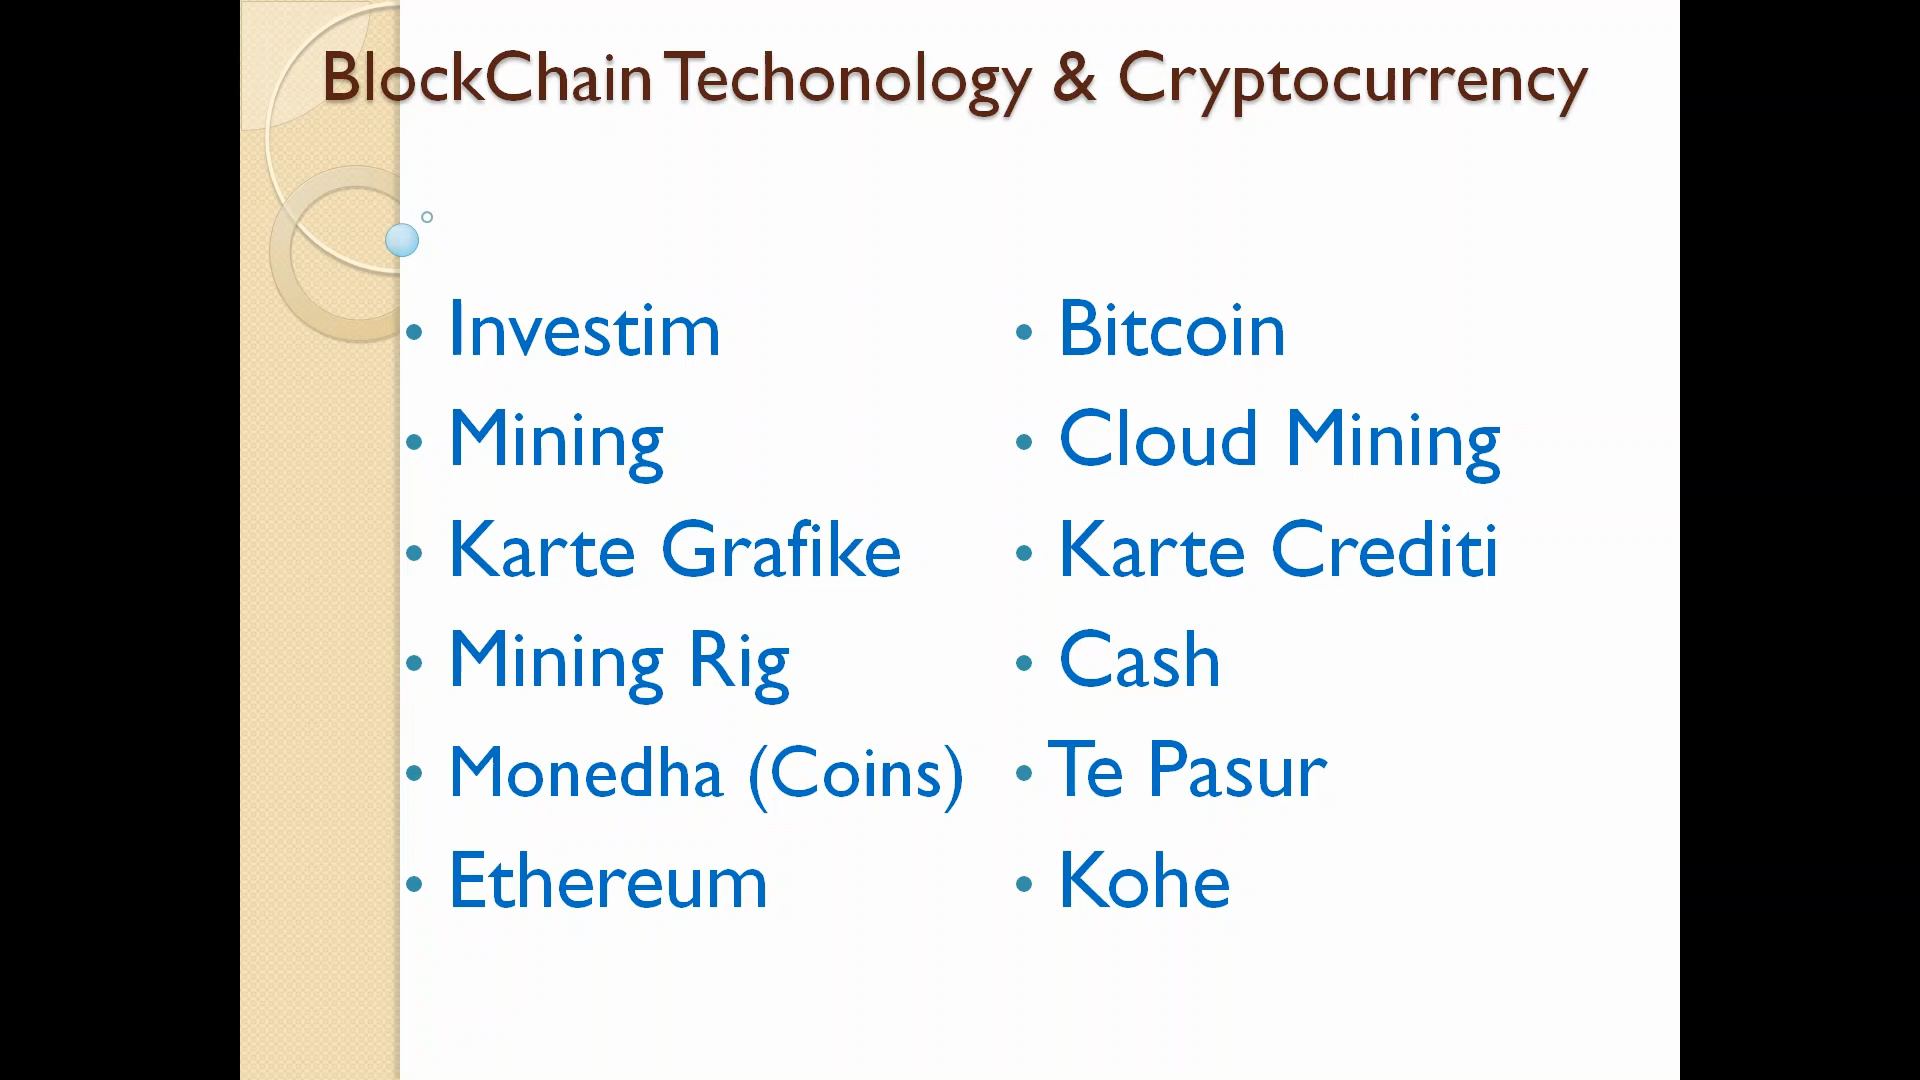 BlockChain Techonology & Cryptocurrency
• Investim
• Mining
• Karte Grafike
• Mining Rig
• Monedha (Coins)
• Ethereum
• Bitcoin
• Cloud Mining
• Karte Crediti
• Cash
• Te Pasur
• Kohe